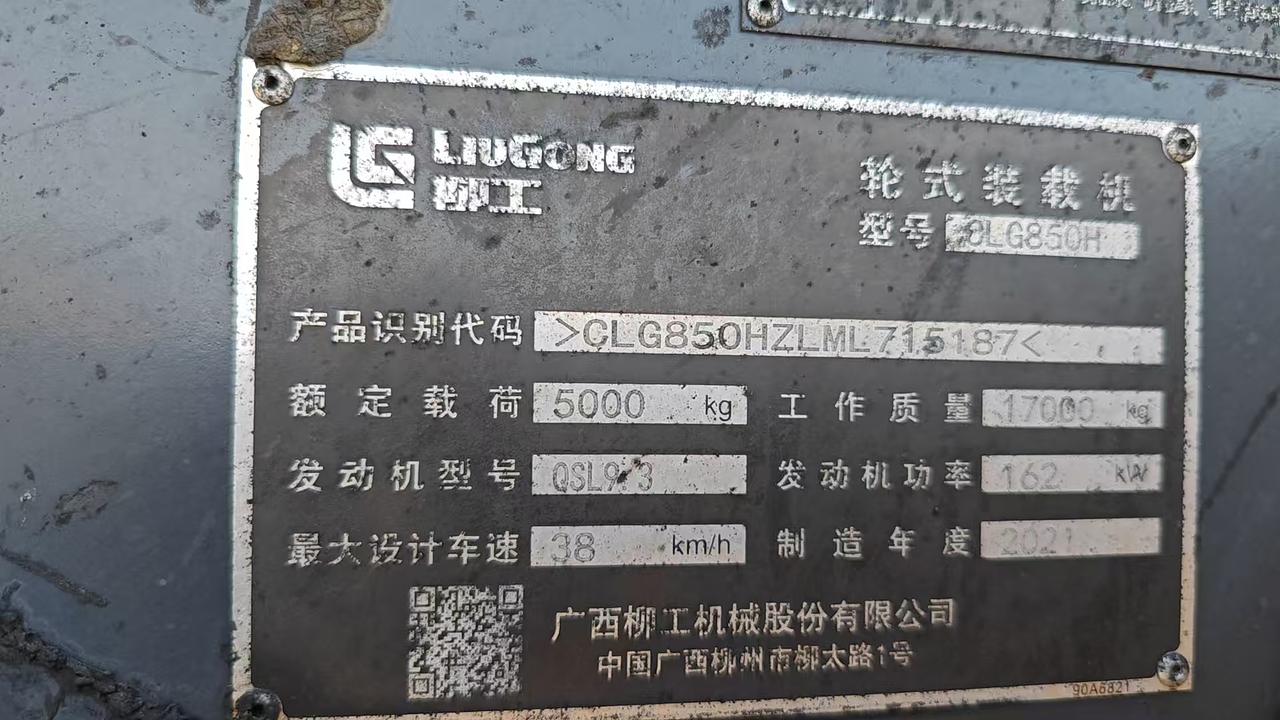 LIUGONG
柳工
轮式装载机
型号 CLG850H
产品识别代码 >CLG850HZLML715187<
额定载荷 5000 kg 工作质量 17000 kg
发动机型号 QSL9.3 发动机功率 162 kW
最大设计车速 38 km/h 制造年度 2021
广西柳工机械股份有限公司
中国广西柳州市柳太路1号
90A6821